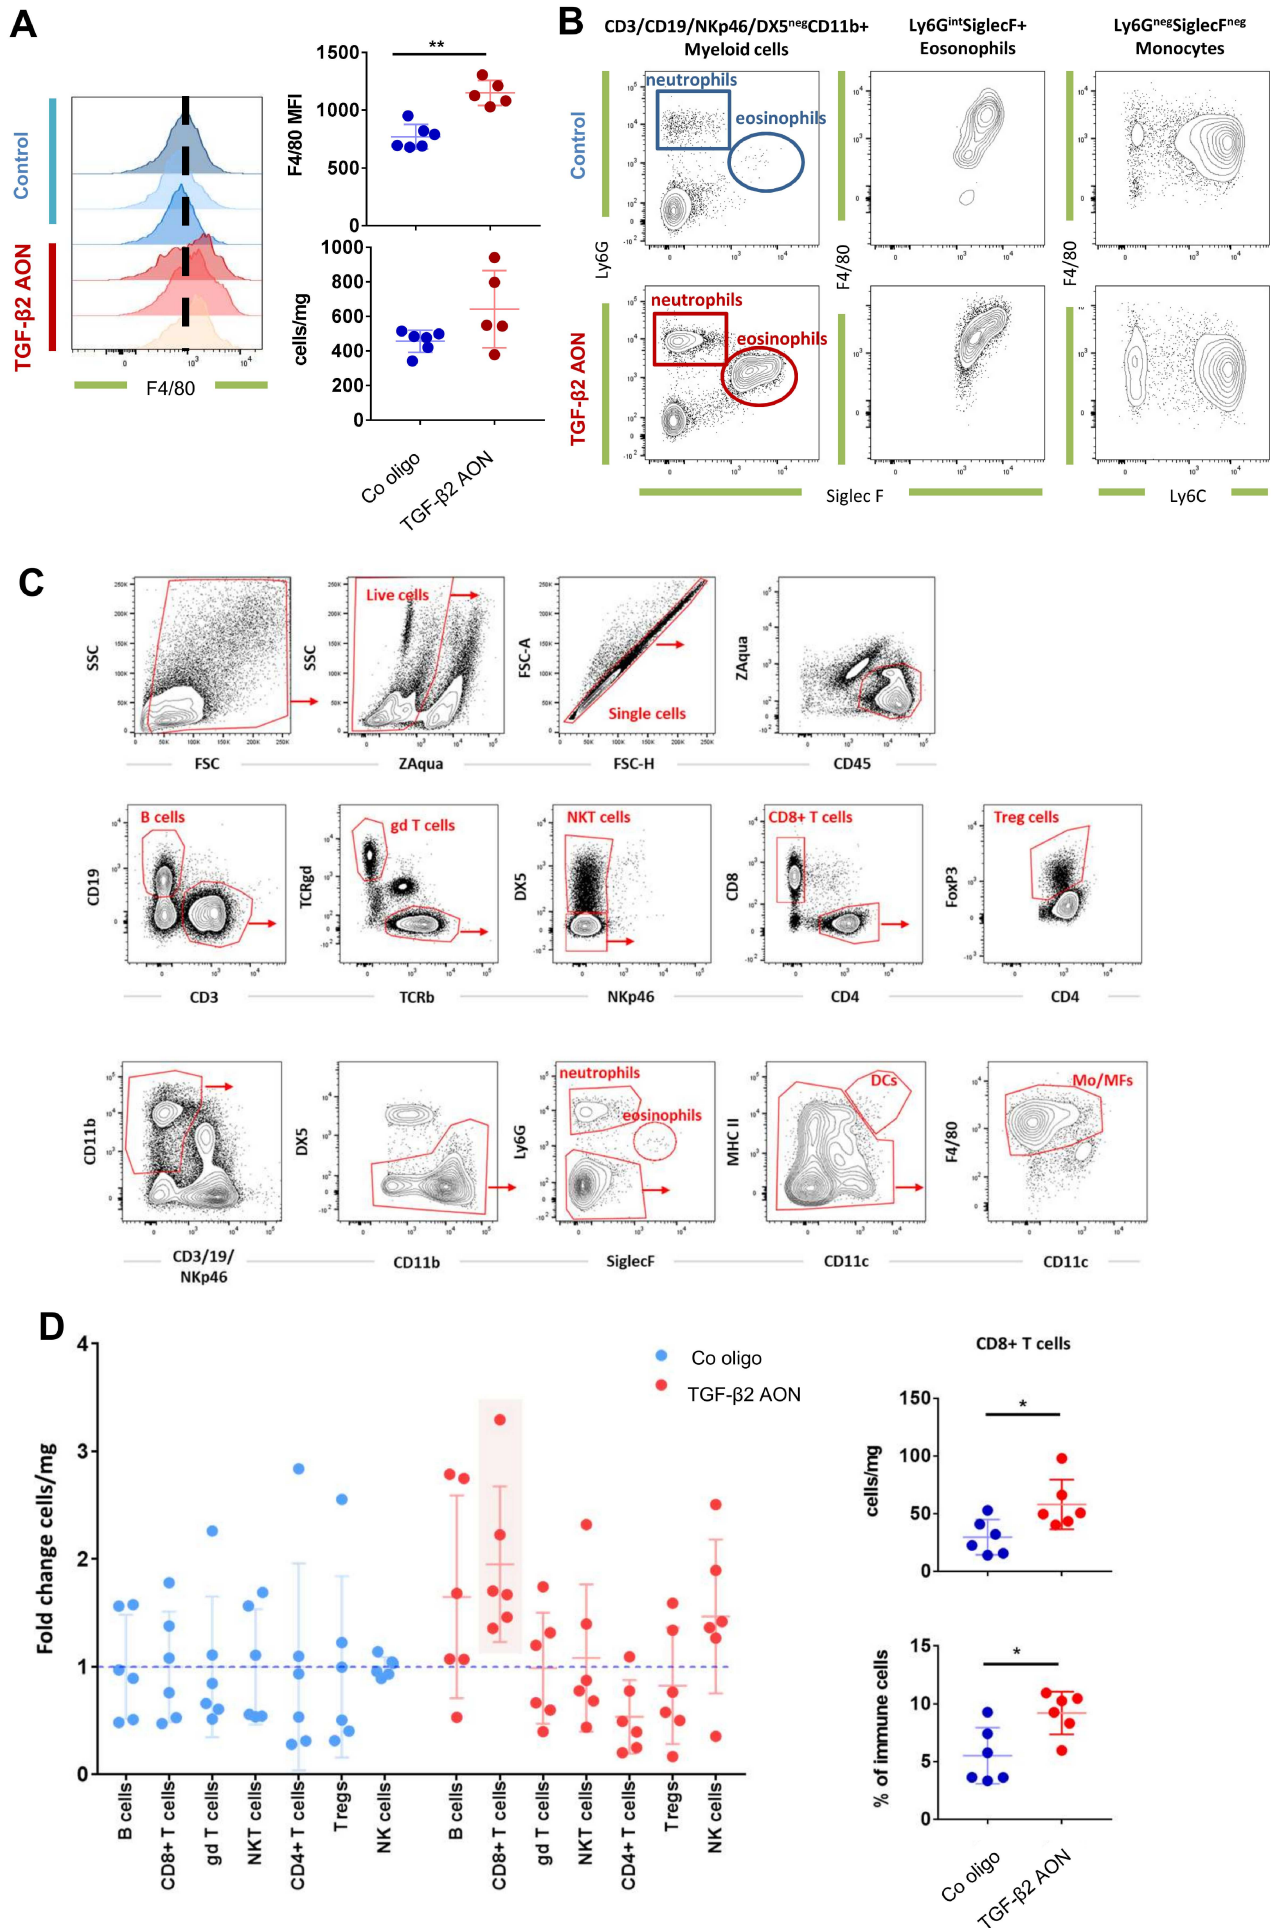 A
Control
TGF-β2 AON
0
10³
10⁴
F4/80
**
1500
1000
500
0
F4/80 MFI
1000
800
600
400
200
0
cells/mg
Co oligo
TGF-β2 AON
B
CD3/CD19/NKp46/DX5negCD11b+
Myeloid cells
Ly6GintSiglecF+
Eosonophils
Ly6GnegSiglecFneg
Monocytes
Control
TGF-β2 AON
neutrophils
eosinophils
neutrophils
eosinophils
Ly6G
F4/80
F4/80
Siglec F
Ly6C
C
SSC
FSC
Live cells
SSC
ZAqua
Single cells
FSC-A
FSC-H
ZAqua
CD45
B cells
CD19
CD3
gd T cells
TCRgd
TCRb
NKT cells
DX5
NKp46
CD8+ T cells
CD8
CD4
Treg cells
FoxP3
CD4
CD11b
CD3/19/
NKp46
DX5
CD11b
neutrophils
eosinophils
Ly6G
SiglecF
DCs
MHC II
CD11c
Mo/MFs
F4/80
CD11c
D
4
3
2
1
0
Fold change cells/mg
Co oligo
TGF-β2 AON
B cells
CD8+ T cells
gd T cells
NKT cells
CD4+ T cells
Tregs
NK cells
B cells
CD8+ T cells
gd T cells
NKT cells
CD4+ T cells
Tregs
NK cells
CD8+ T cells
*
150
100
50
0
cells/mg
*
15
10
5
0
% of immune cells
Co oligo
TGF-β2 AON